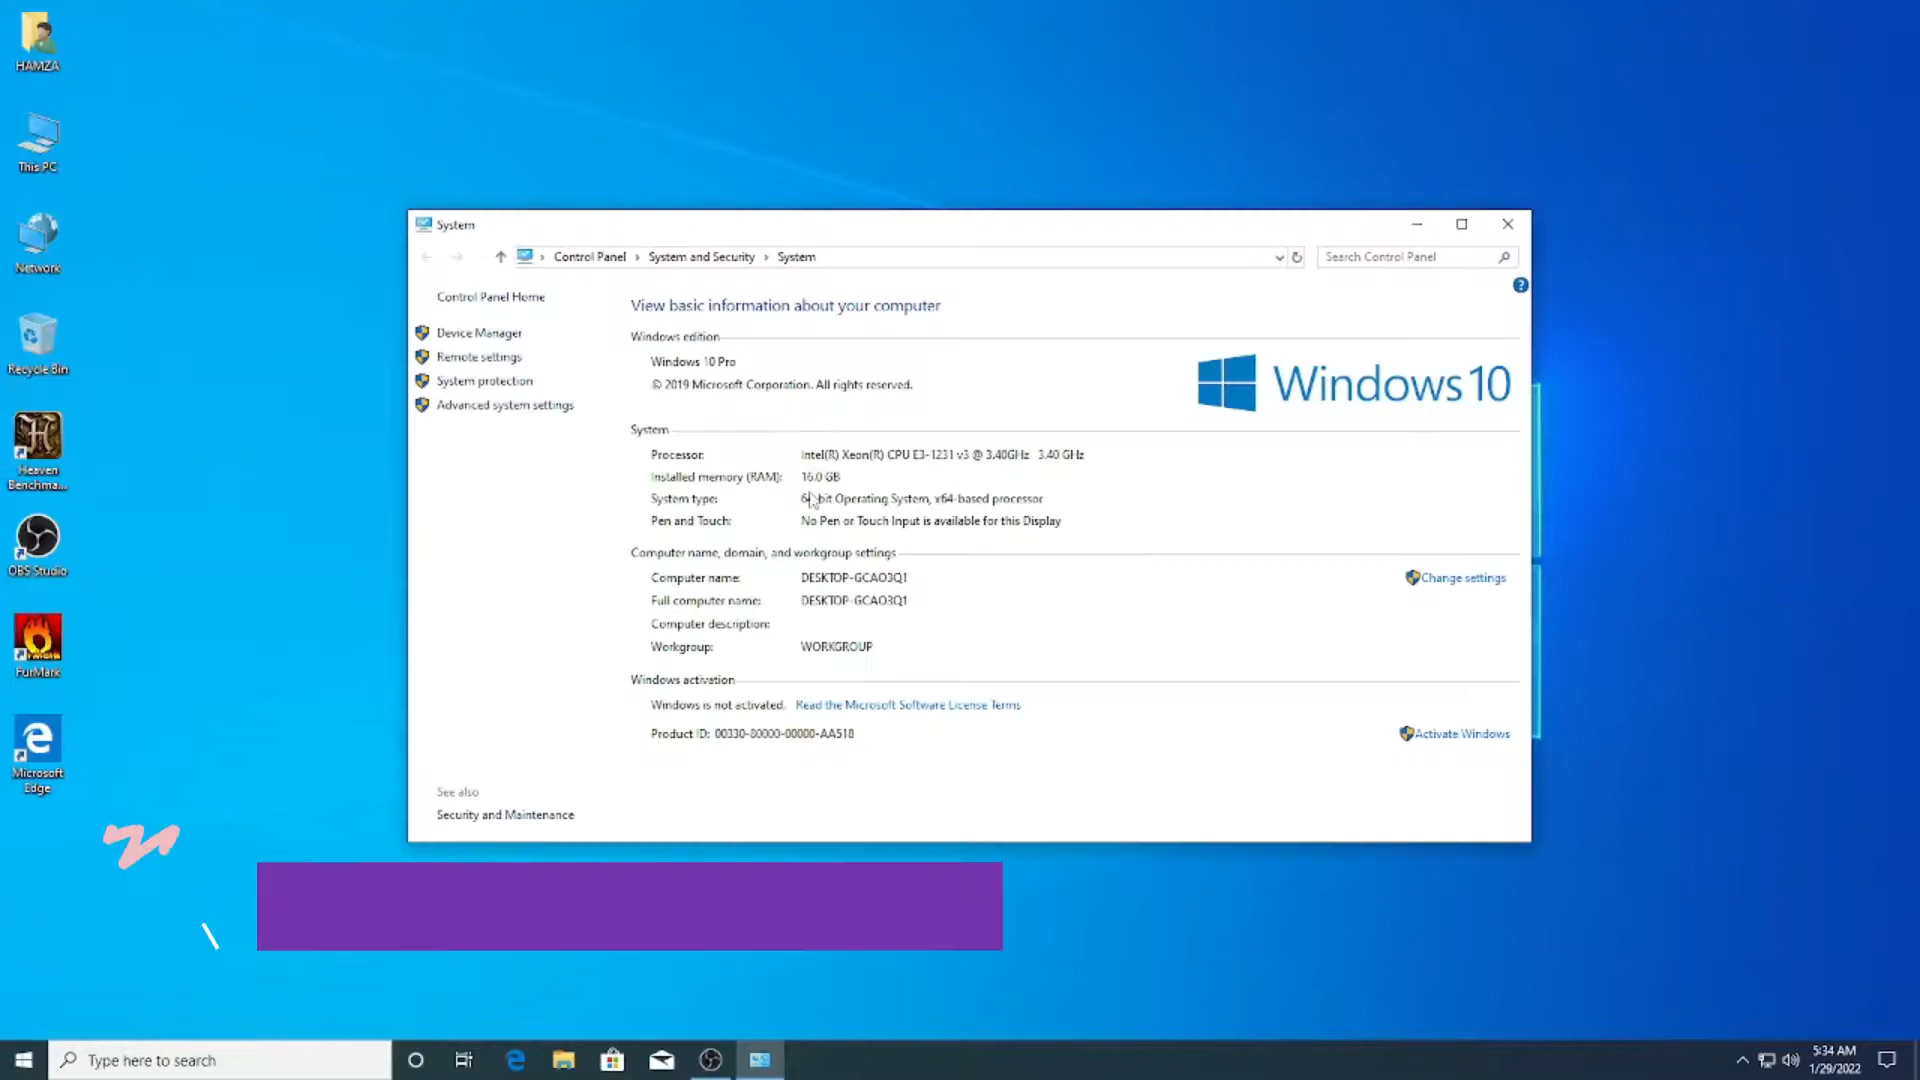 HAMZA
This PC
Network
Recycle Bin
Heaven
Benchma...
OBS Studio
FurMark
Microsoft
Edge
System
Control Panel > System and Security > System
Search Control Panel
?
Control Panel Home
Device Manager
Remote settings
System protection
Advanced system settings
View basic information about your computer
Windows edition
Windows 10 Pro
© 2019 Microsoft Corporation. All rights reserved.
Windows 10
System
Processor: Intel(R) Xeon(R) CPU E3-1231 v3 @ 3.40GHz 3.40 GHz
Installed memory (RAM): 16.0 GB
System type: 64-bit Operating System, x64-based processor
Pen and Touch: No Pen or Touch Input is available for this Display
Computer name, domain, and workgroup settings
Computer name: DESKTOP-GCAO3Q1
Change settings
Full computer name: DESKTOP-GCAO3Q1
Computer description:
Workgroup: WORKGROUP
Windows activation
Windows is not activated. Read the Microsoft Software License Terms
Product ID: 00330-80000-00000-AA518
Activate Windows
See also
Security and Maintenance
Type here to search
5:34 AM
1/29/2022